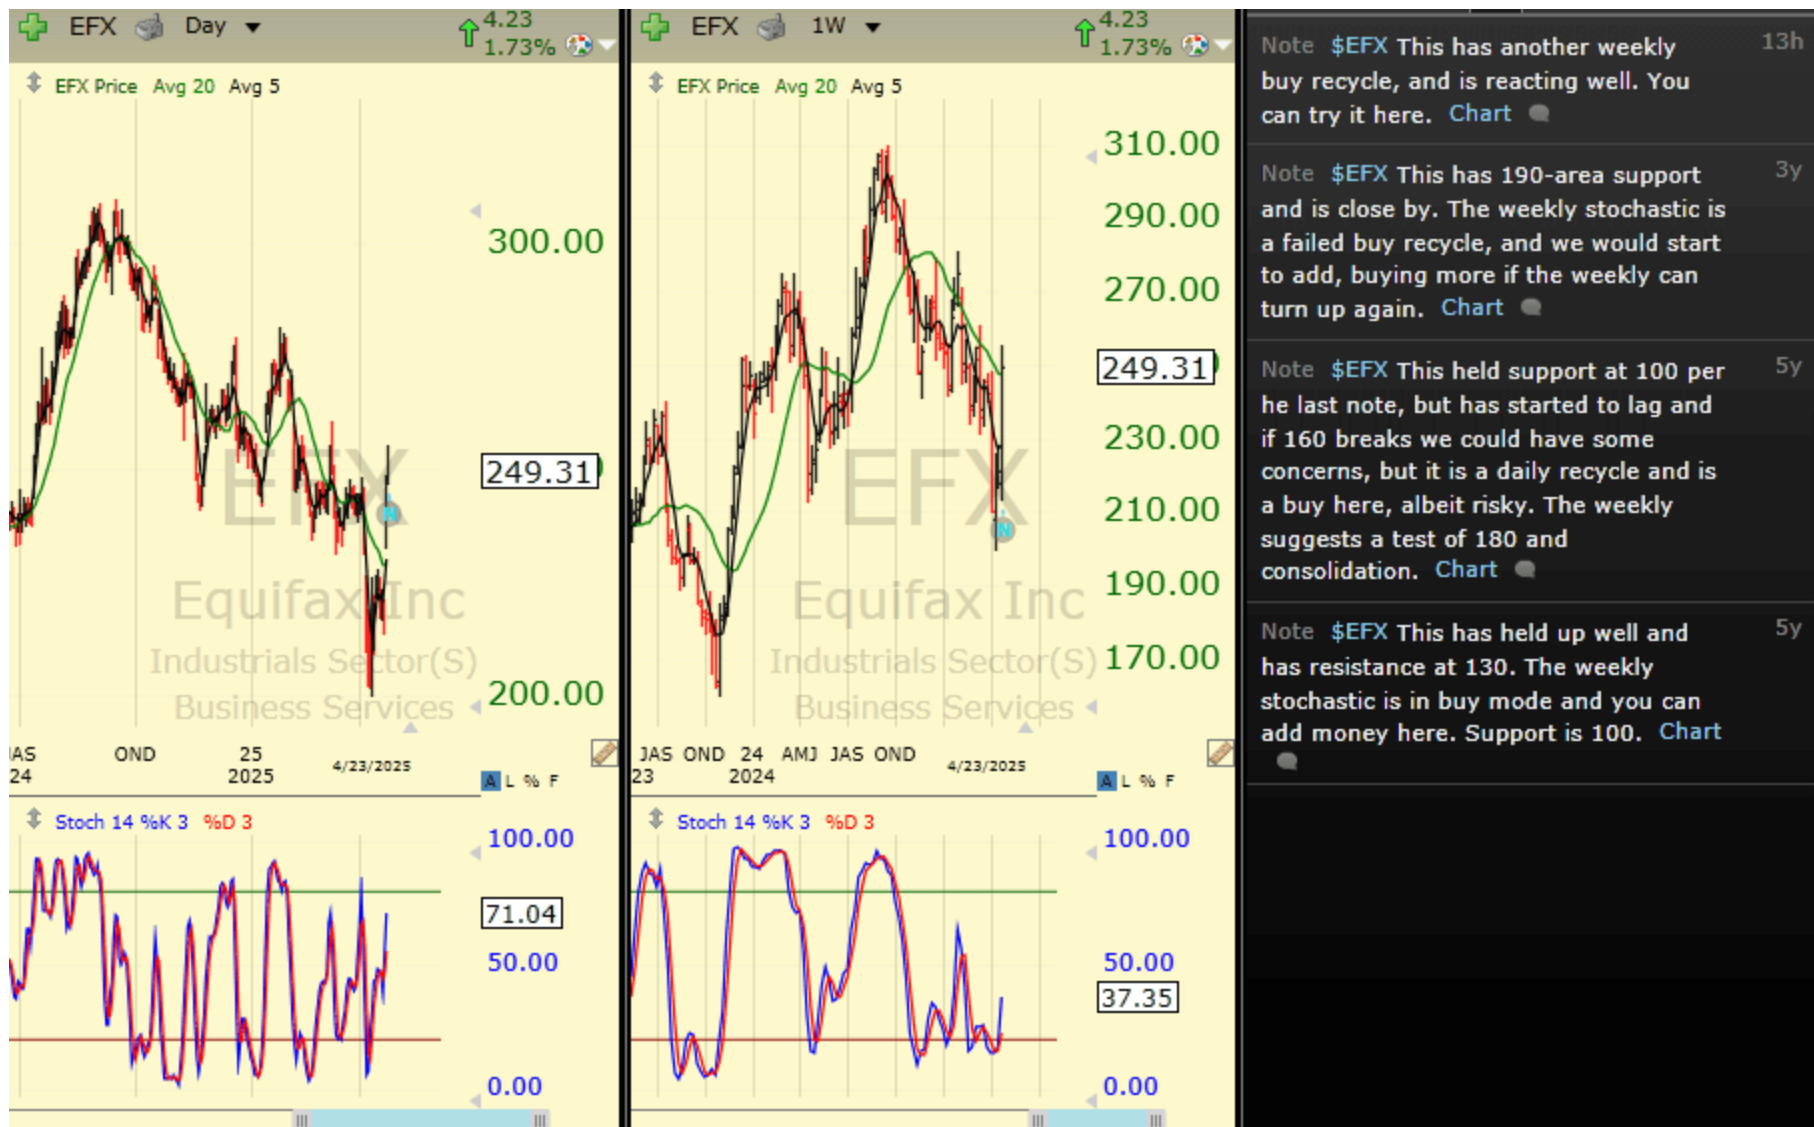 EFX Day 4.23
1.73%
EFX Price Avg 20 Avg 5
300.00
249.31
200.00
EFX
Equifax Inc
Industrials Sector(S)
Business Services
N
JAS OND 25
24 2025 4/23/2025
A L % F
Stoch 14 %K 3 %D 3
100.00
71.04
50.00
0.00
EFX 1W 4.23
1.73%
EFX Price Avg 20 Avg 5
310.00
290.00
270.00
249.31
230.00
210.00
190.00
170.00
EFX
Equifax Inc
Industrials Sector(S)
Business Services
N
JAS OND 24 AMJ JAS OND
23 2024 4/23/2025
A L % F
Stoch 14 %K 3 %D 3
100.00
50.00
37.35
0.00
Note $EFX This has another weekly 13h
buy recycle, and is reacting well. You
can try it here. Chart
Note $EFX This has 190-area support 3y
and is close by. The weekly stochastic is
a failed buy recycle, and we would start
to add, buying more if the weekly can
turn up again. Chart
Note $EFX This held support at 100 per 5y
he last note, but has started to lag and
if 160 breaks we could have some
concerns, but it is a daily recycle and is
a buy here, albeit risky. The weekly
suggests a test of 180 and
consolidation. Chart
Note $EFX This has held up well and 5y
has resistance at 130. The weekly
stochastic is in buy mode and you can
add money here. Support is 100. Chart